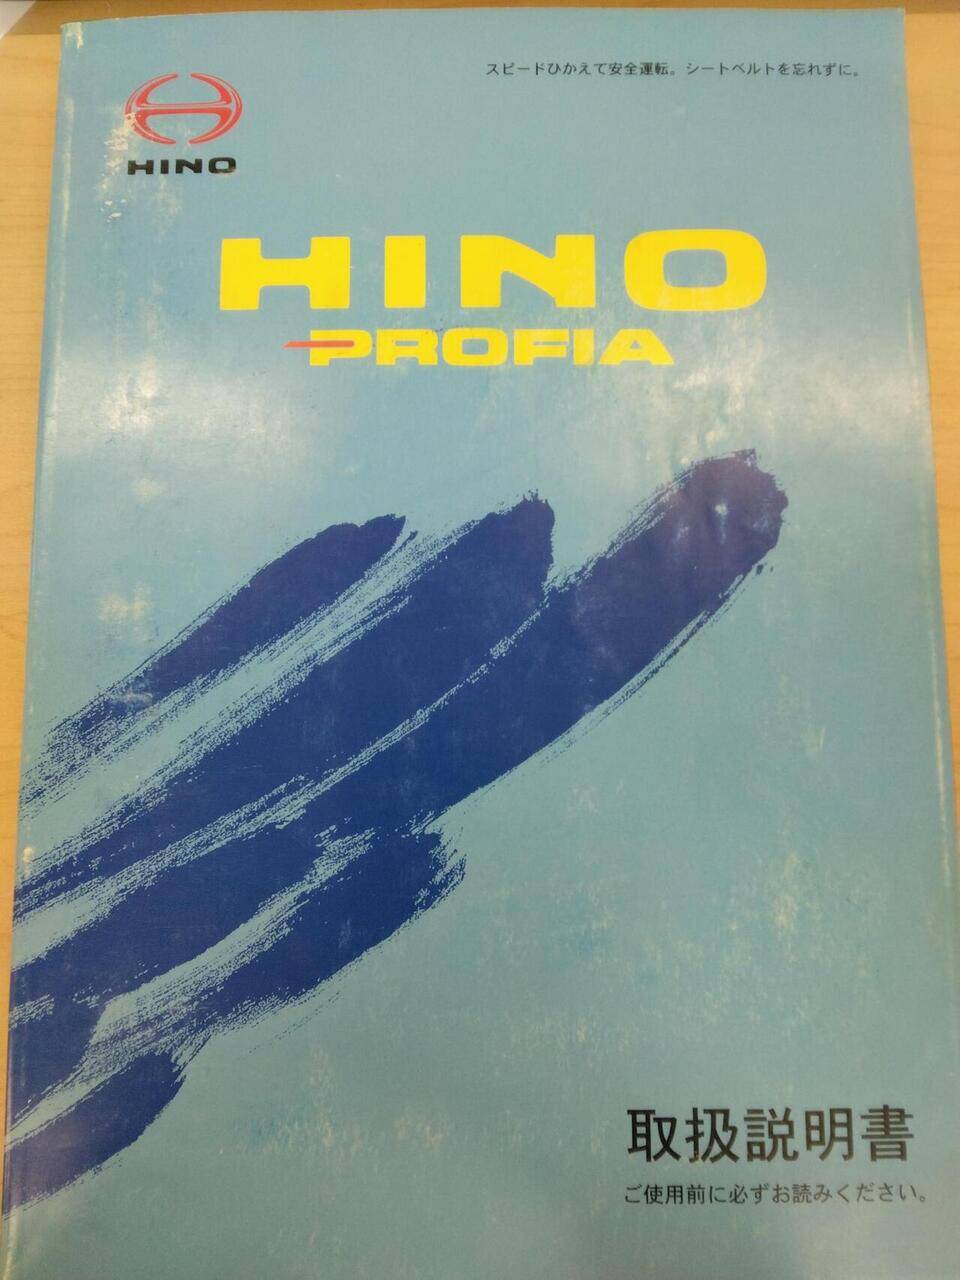 スピードひかえて安全運転。シートベルトを忘れずに。
HINO
HINO
PROFIA
取扱説明書
ご使用前に必ずお読みください。